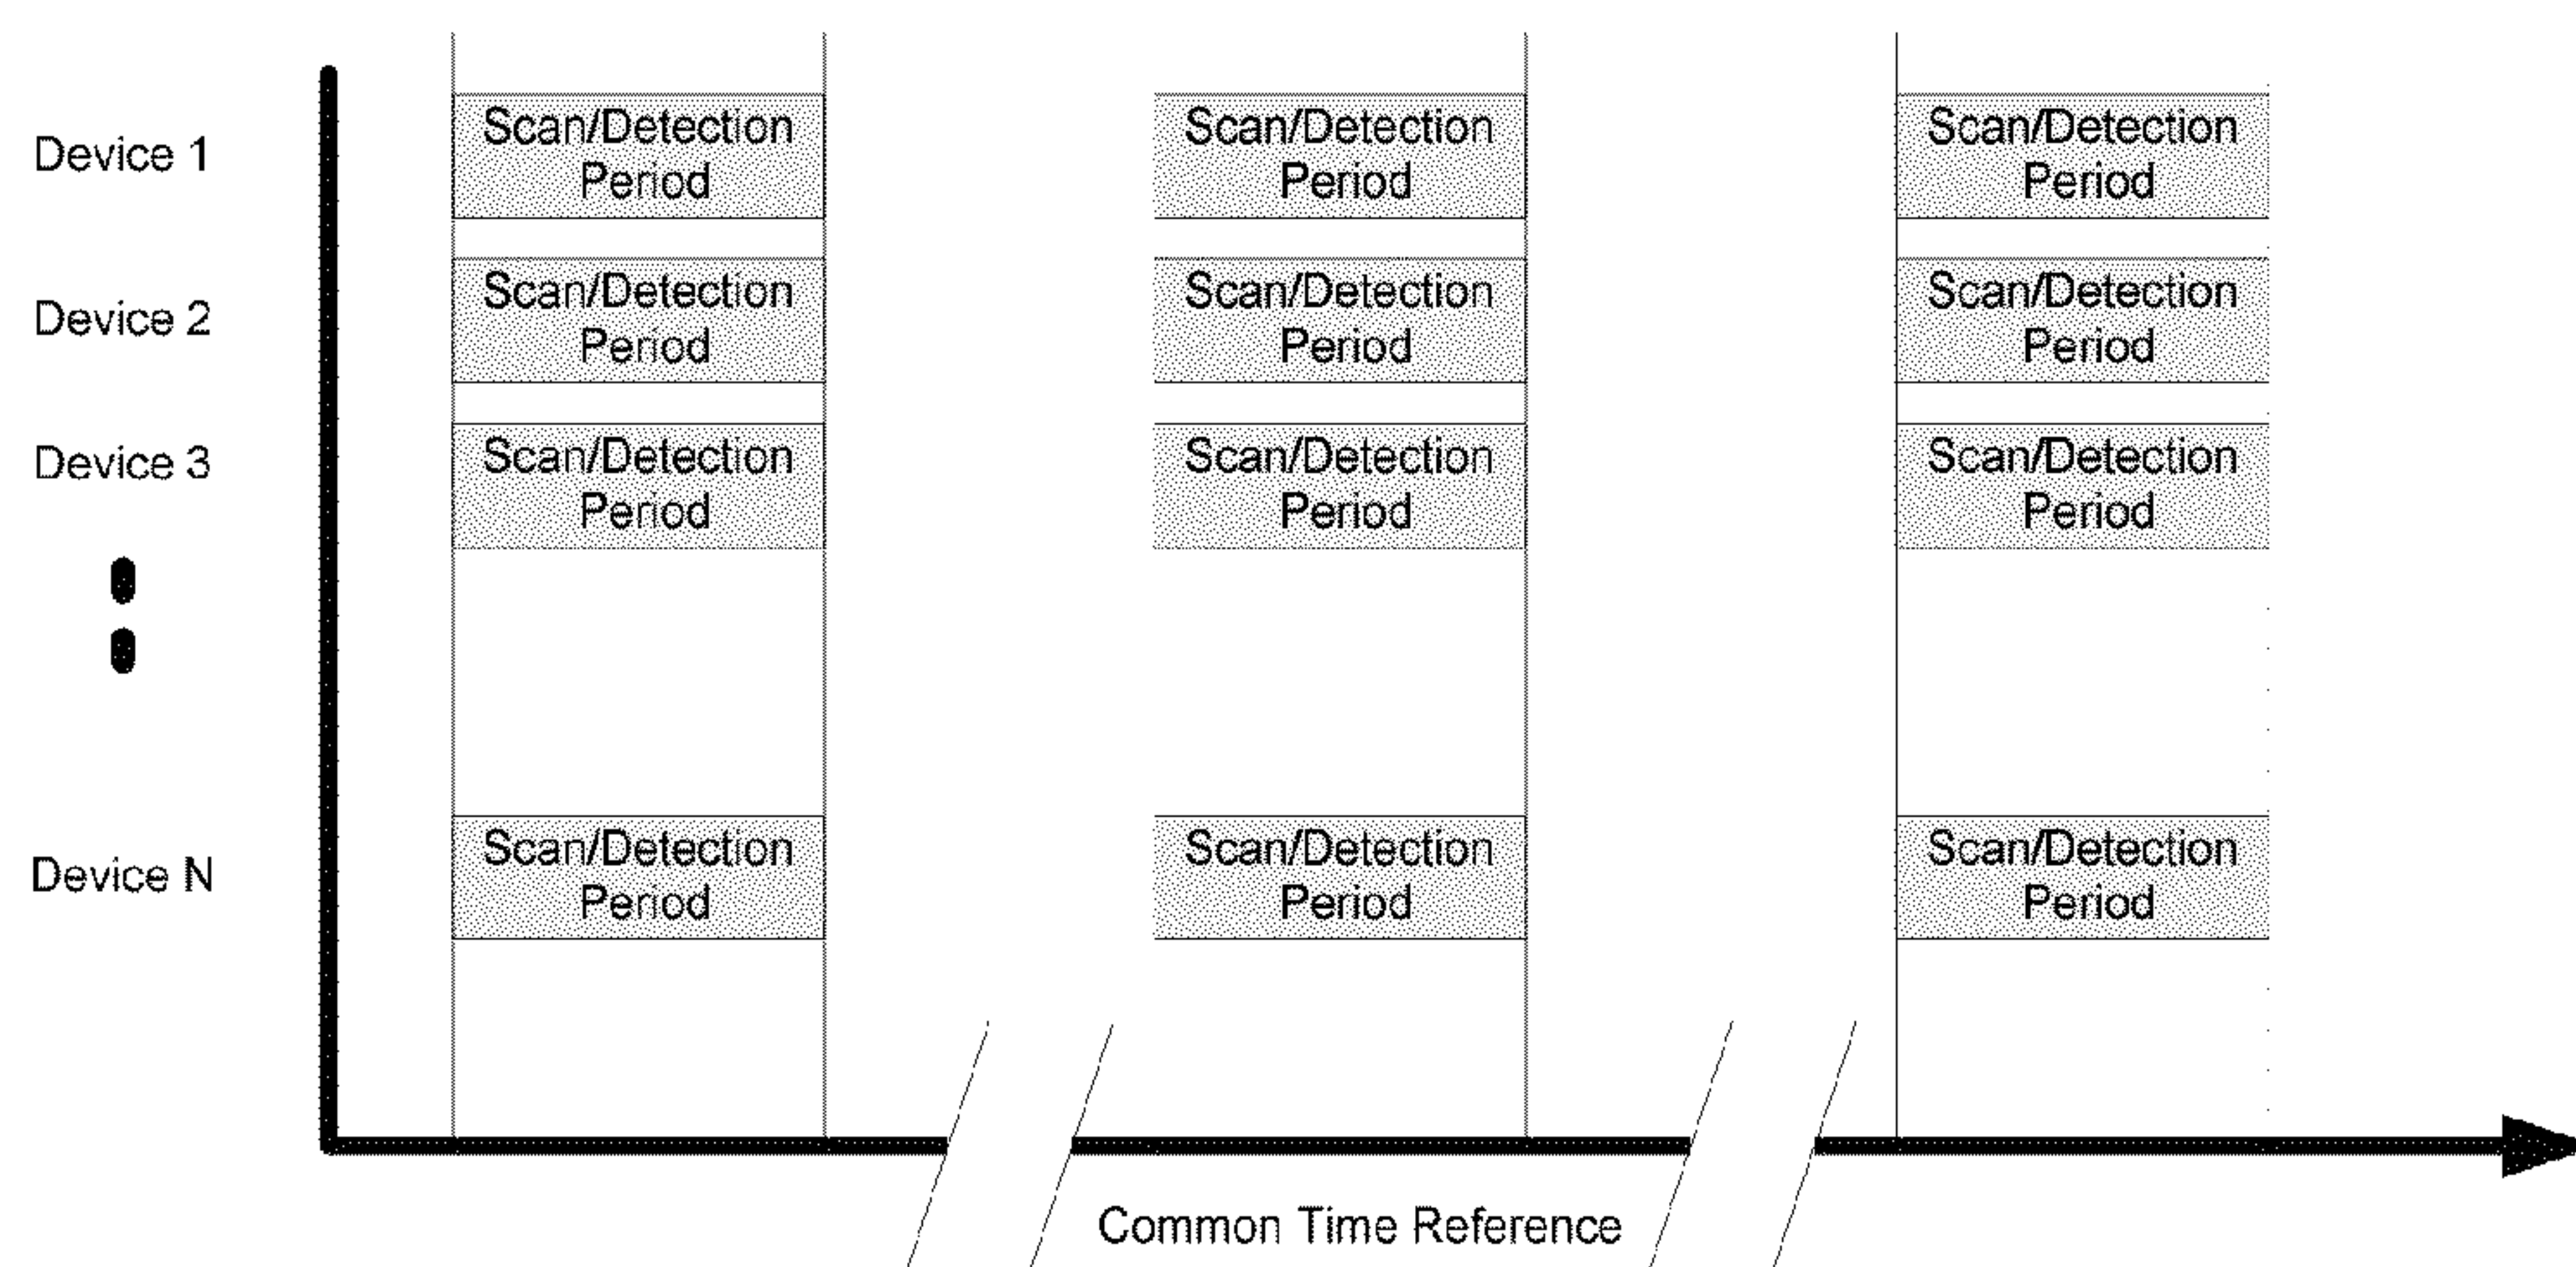 Device 1
Scan/Detection
Period
Scan/Detection
Period
Scan/Detection
Period
Device 2
Scan/Detection
Period
Scan/Detection
Period
Scan/Detection
Period
Device 3
Scan/Detection
Period
Scan/Detection
Period
Scan/Detection
Period
Device N
Scan/Detection
Period
Scan/Detection
Period
Scan/Detection
Period
Common Time Reference